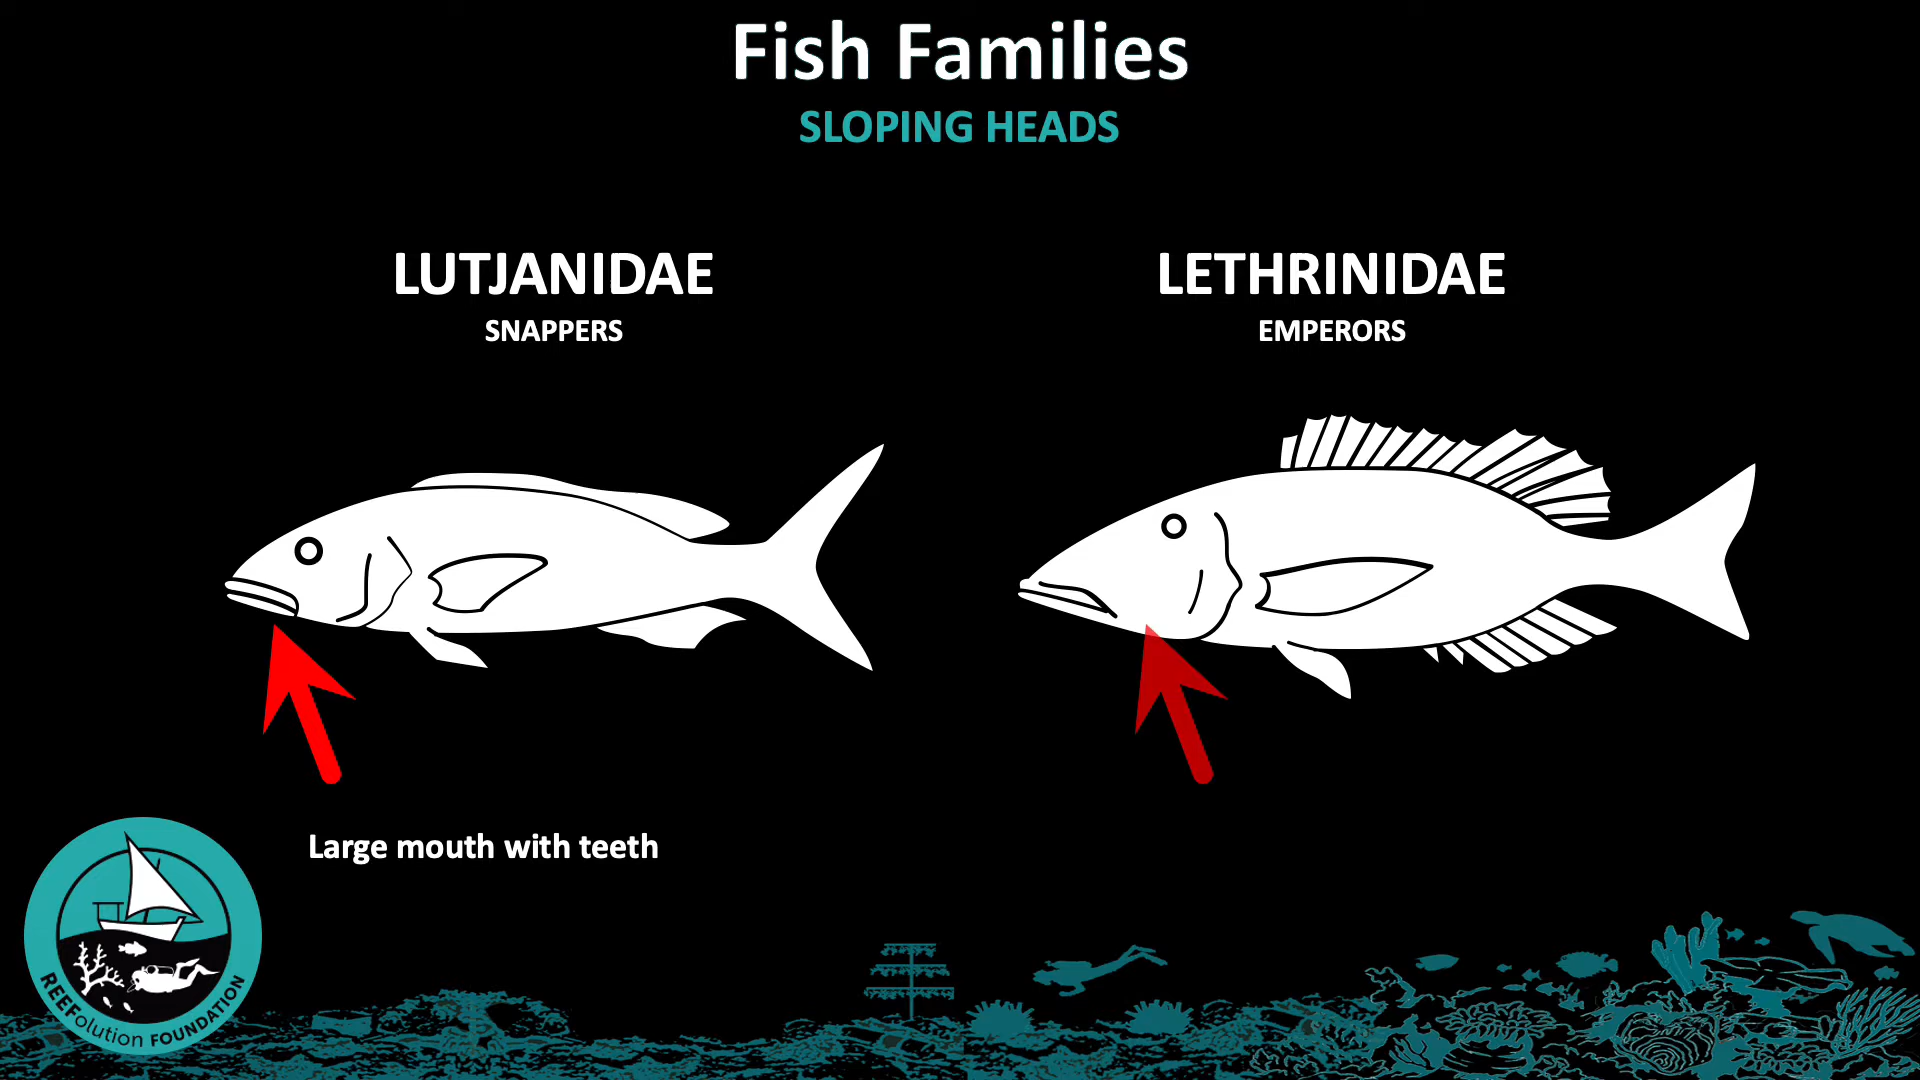 Fish Families
SLOPING HEADS
LUTJANIDAE
SNAPPERS
LETHRINIDAE
EMPERORS
Large mouth with teeth
REEFolution FOUNDATION